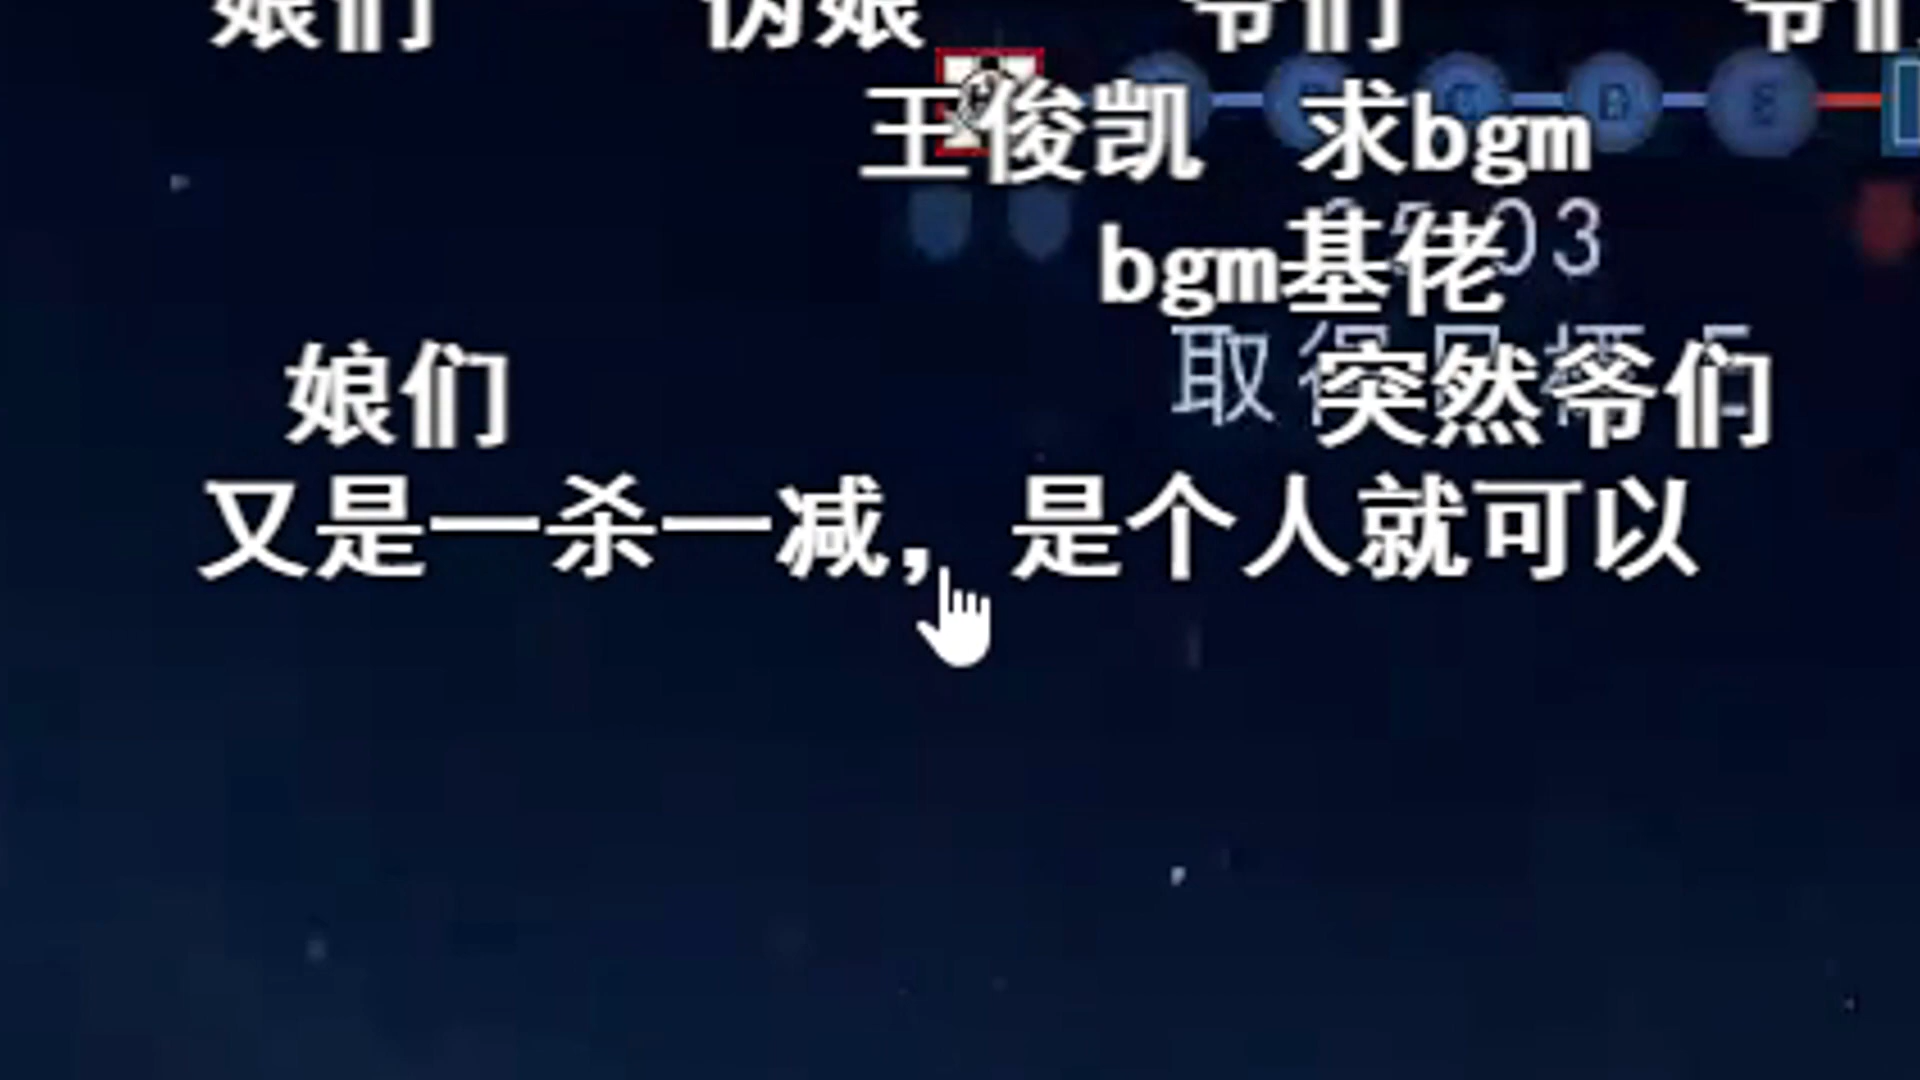 娘们 伪娘 爷们 爷们
王俊凯 求bgm
bgm基佬
娘们 突然爷们
又是一杀一减，是个人就可以